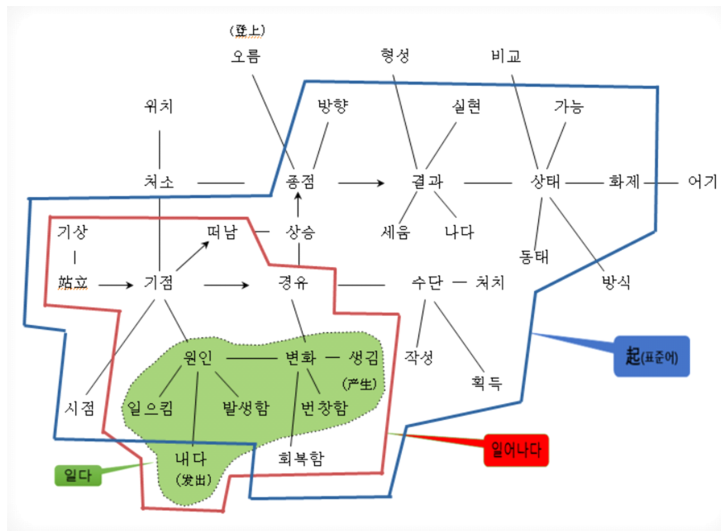 (登上)
오름
형성
비교
위치
방향
실현
가능
처소
종점
결과
상태
화제
어기
기상
떠남
상승
세움
나다
동태
站立
기점
경유
수단
처치
방식
원인
변화
생김
(产生)
작성
획득
起(표준어)
시점
일으킴
발생함
번창함
내다
(发出)
회복함
일어나다
일다